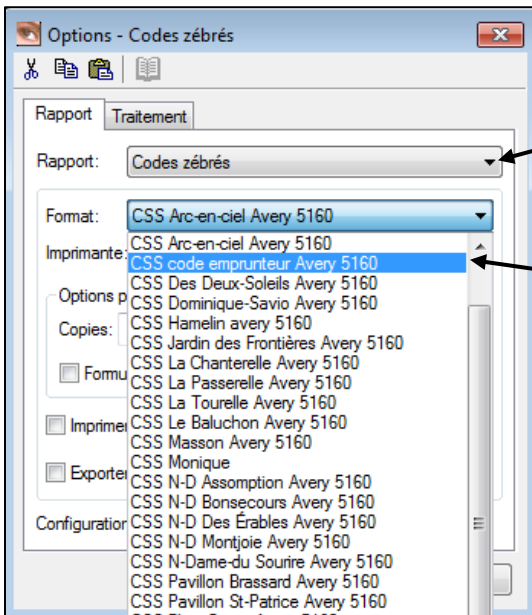 Options - Codes zébrés
Rapport Traitement
Rapport: Codes zébrés
Format: CSS Arc-en-ciel Avery 5160
Imprimante: CSS Arc-en-ciel Avery 5160
CSS code emprunteur Avery 5160
Options p CSS Des Deux-Soleils Avery 5160
CSS Dominique-Savio Avery 5160
Copies: CSS Hamelin avery 5160
CSS Jardin des Frontières Avery 5160
Formu CSS La Chanterelle Avery 5160
CSS La Passerelle Avery 5160
CSS La Tourelle Avery 5160
Imprimer CSS Le Baluchon Avery 5160
CSS Masson Avery 5160
CSS Monique
Exporter CSS N-D Assomption Avery 5160
CSS N-D Bonsecours Avery 5160
Configuration CSS N-D Des Érables Avery 5160
CSS N-D Montjoie Avery 5160
CSS N-Dame-du Sourire Avery 5160
CSS Pavillon Brassard Avery 5160
CSS Pavillon St-Patrice Avery 5160